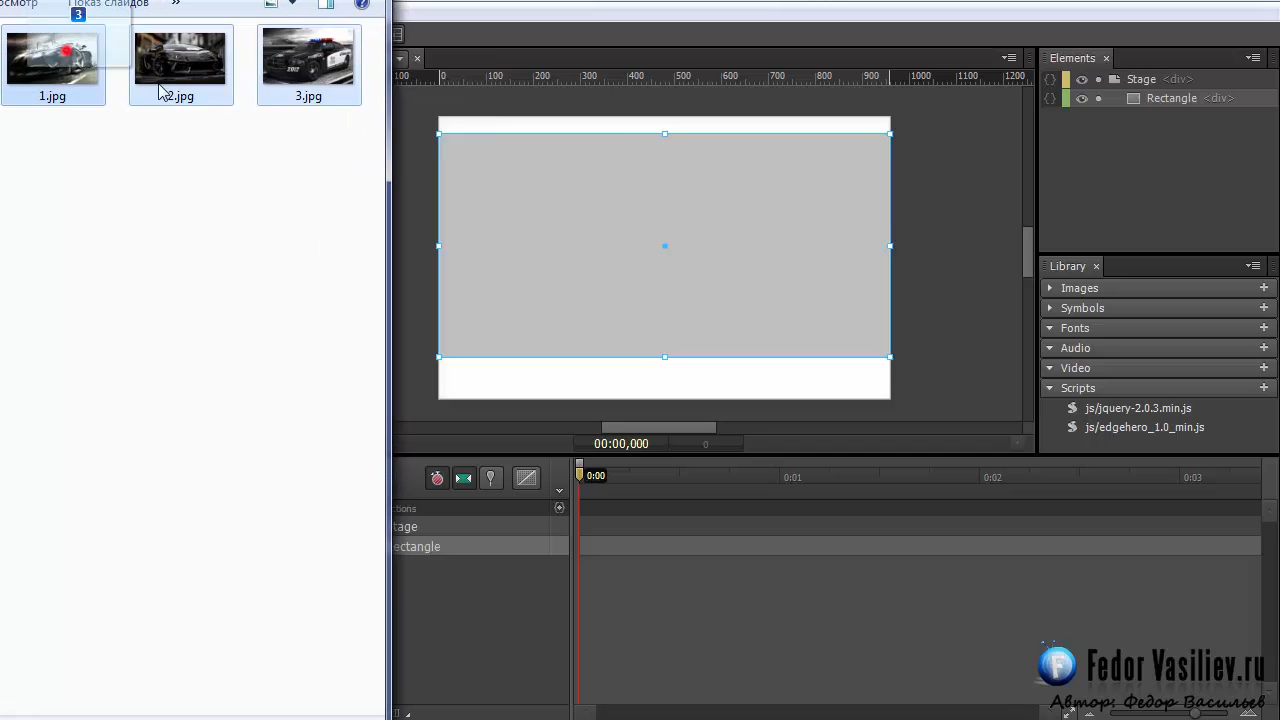 Показ слайдов
»
3
1.jpg
2.jpg
3.jpg
100 0 100 200 300 400 500 600 700 800 900 1000 1100 1200
Elements ×
{} Stage <div>
{} Rectangle <div>
Library ×
Images +
Symbols +
Fonts +
Audio +
Video +
Scripts +
js/jquery-2.0.3.min.js
js/edgehero_1.0_min.js
00:00,000 0
0:00 0:01 0:02 0:03
ctions
tage
ectangle
Fedor Vasiliev.ru
Автор: Федор Васильев